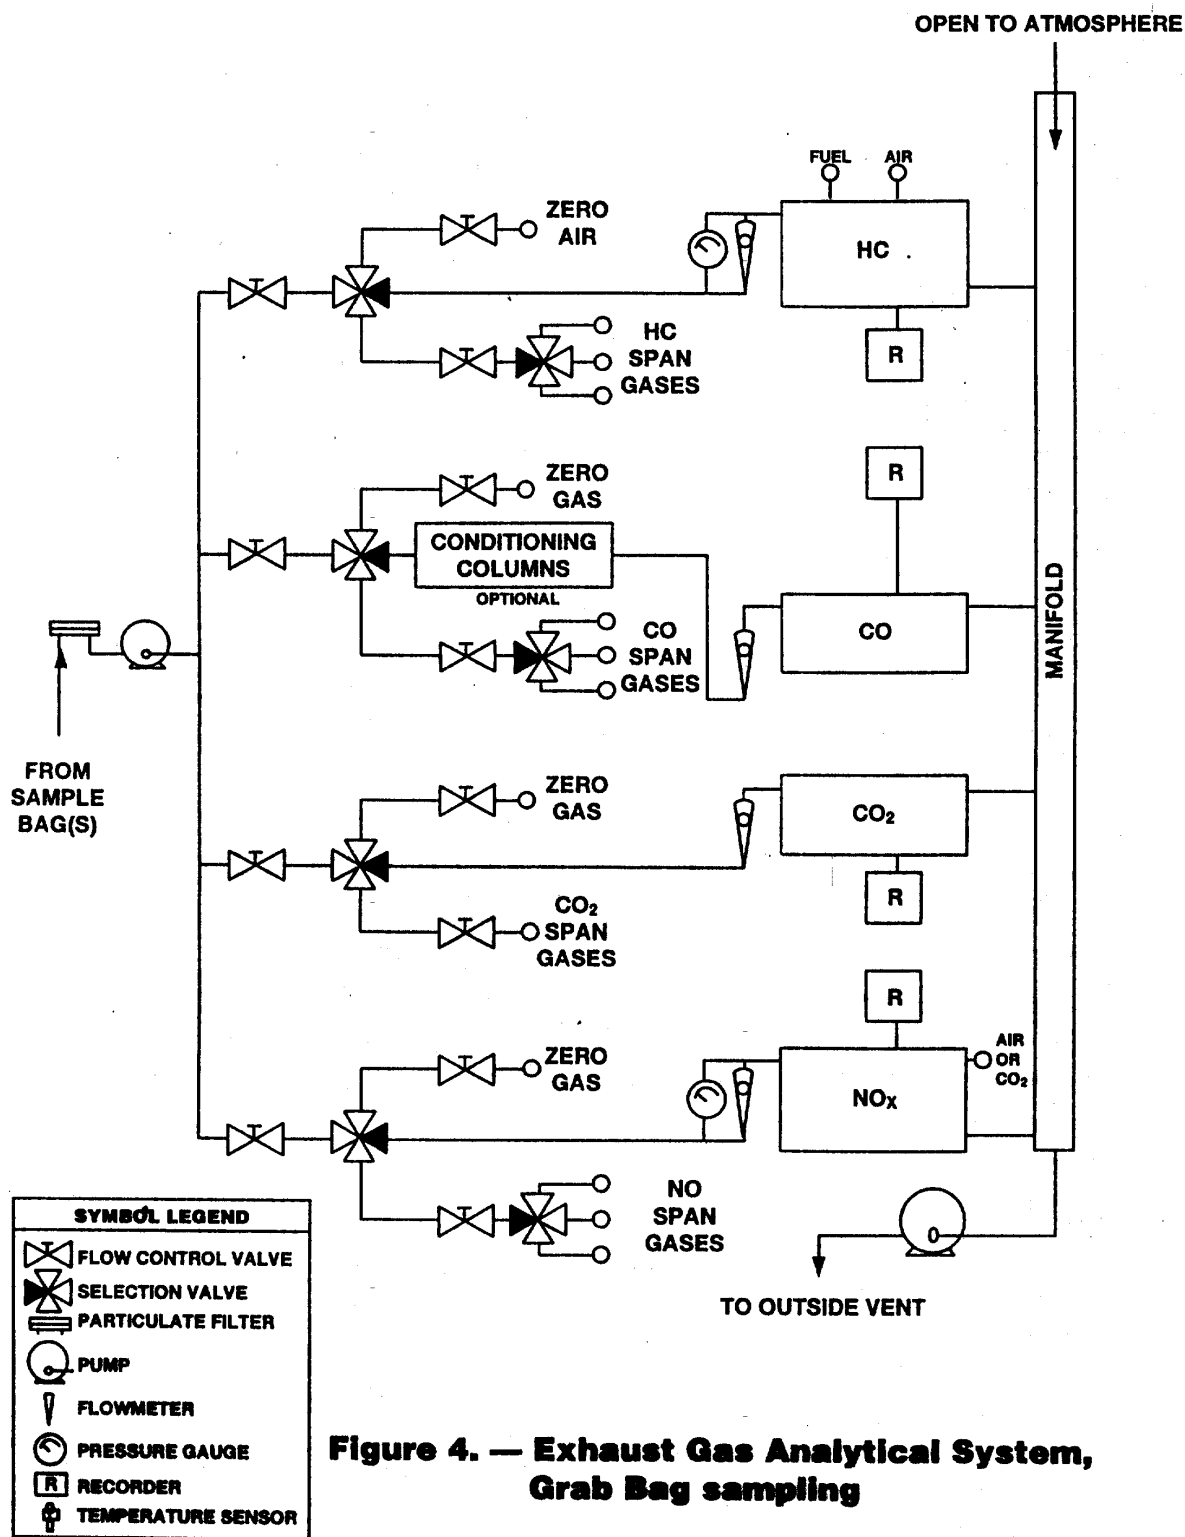 OPEN TO ATMOSPHERE
FUEL
AIR
ZERO
AIR
HC
HC
SPAN
GASES
R
ZERO
GAS
R
CONDITIONING
COLUMNS
OPTIONAL
CO
SPAN
GASES
CO
MANIFOLD
FROM
SAMPLE
BAG(S)
ZERO
GAS
CO₂
R
CO₂
SPAN
GASES
R
ZERO
GAS
AIR
OR
CO₂
NOx
NO
SPAN
GASES
TO OUTSIDE VENT
SYMBOL LEGEND
FLOW CONTROL VALVE
SELECTION VALVE
PARTICULATE FILTER
PUMP
FLOWMETER
PRESSURE GAUGE
R RECORDER
TEMPERATURE SENSOR
Figure 4. — Exhaust Gas Analytical System,
Grab Bag sampling